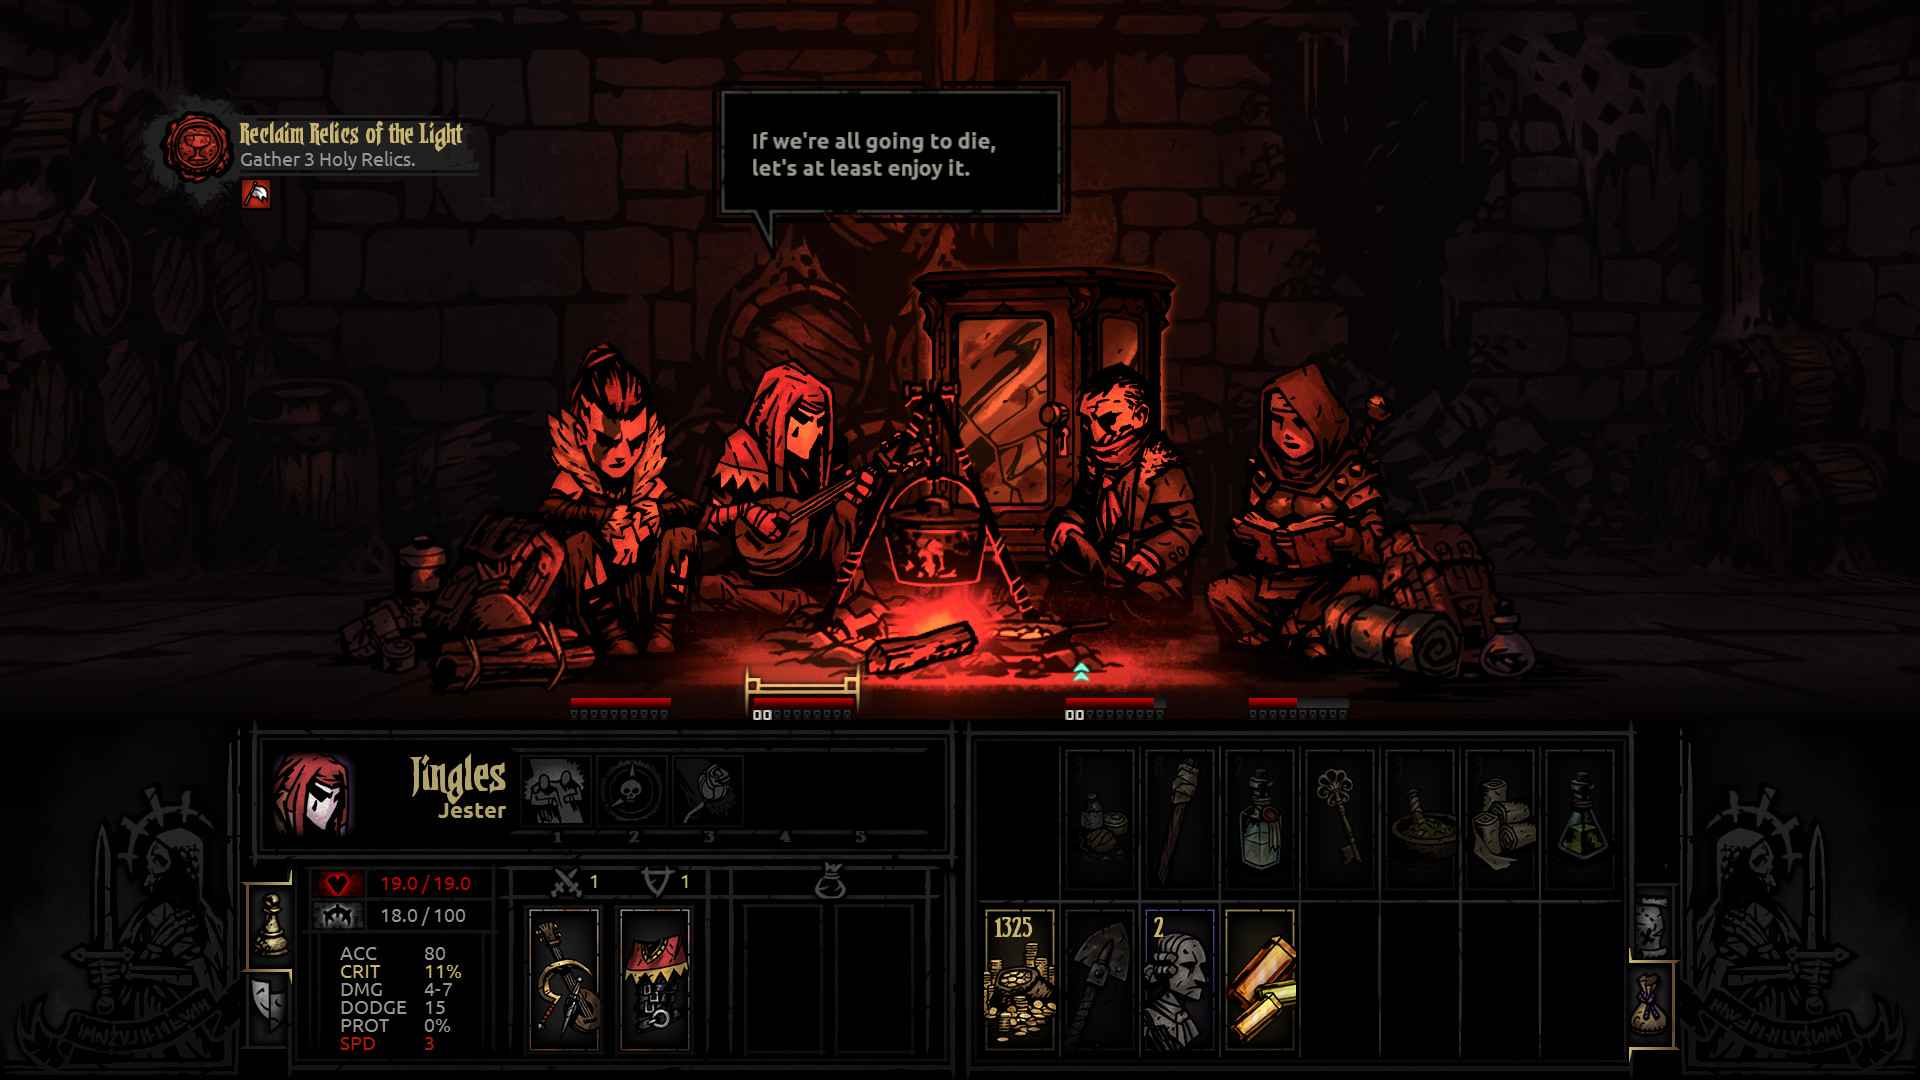 Reclaim Relics of the Light
Gather 3 Holy Relics.
If we're all going to die,
let's at least enjoy it.
Jingles
Jester
1 2 3 4 5
19.0 / 19.0
1 1
18.0 / 100
ACC 80
CRIT 11%
DMG 4-7
DODGE 15
PROT 0%
SPD 3
1325
2